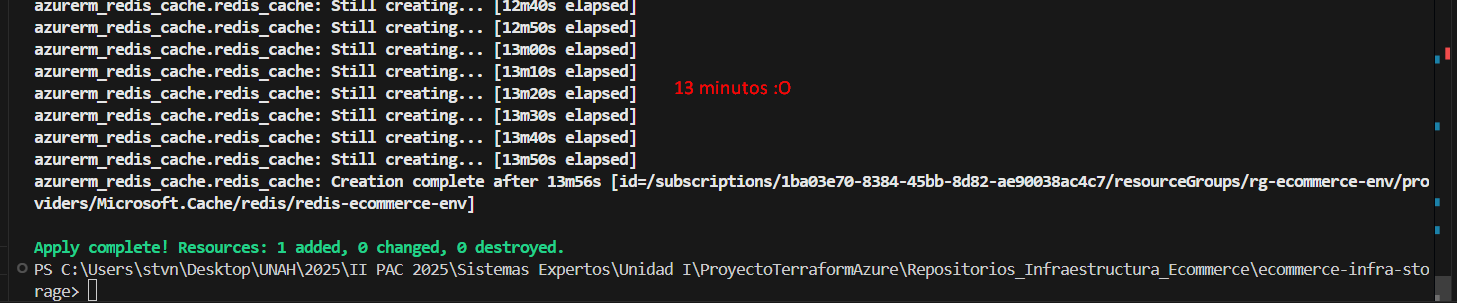 azurerm_redis_cache.redis_cache: Still creating... [12m40s elapsed]
azurerm_redis_cache.redis_cache: Still creating... [12m50s elapsed]
azurerm_redis_cache.redis_cache: Still creating... [13m00s elapsed]
azurerm_redis_cache.redis_cache: Still creating... [13m10s elapsed]
azurerm_redis_cache.redis_cache: Still creating... [13m20s elapsed]
13 minutos :O
azurerm_redis_cache.redis_cache: Still creating... [13m30s elapsed]
azurerm_redis_cache.redis_cache: Still creating... [13m40s elapsed]
azurerm_redis_cache.redis_cache: Still creating... [13m50s elapsed]
azurerm_redis_cache.redis_cache: Creation complete after 13m56s [id=/subscriptions/1ba03e70-8384-45bb-8d82-ae90038ac4c7/resourceGroups/rg-ecommerce-env/pro
viders/Microsoft.Cache/redis/redis-ecommerce-env]
Apply complete! Resources: 1 added, 0 changed, 0 destroyed.
PS C:\Users\stvn\Desktop\UNAH\2025\II PAC 2025\Sistemas Expertos\Unidad I\ProyectoTerraformAzure\Repositorios_Infraestructura_Ecommerce\ecommerce-infra-sto
rage>